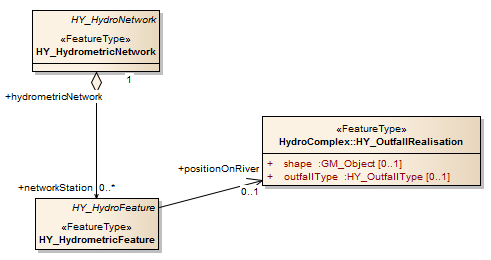 HY_HydroNetwork
«FeatureType»
HY_HydrometricNetwork
1
+hydrometricNetwork
«FeatureType»
HydroComplex::HY_OutfallRealisation
+ shape :GM_Object [0..1]
+ outfallType :HY_OutfallType [0..1]
+positionOnRiver
0..1
+networkStation 0..*
HY_HydroFeature
«FeatureType»
HY_HydrometricFeature